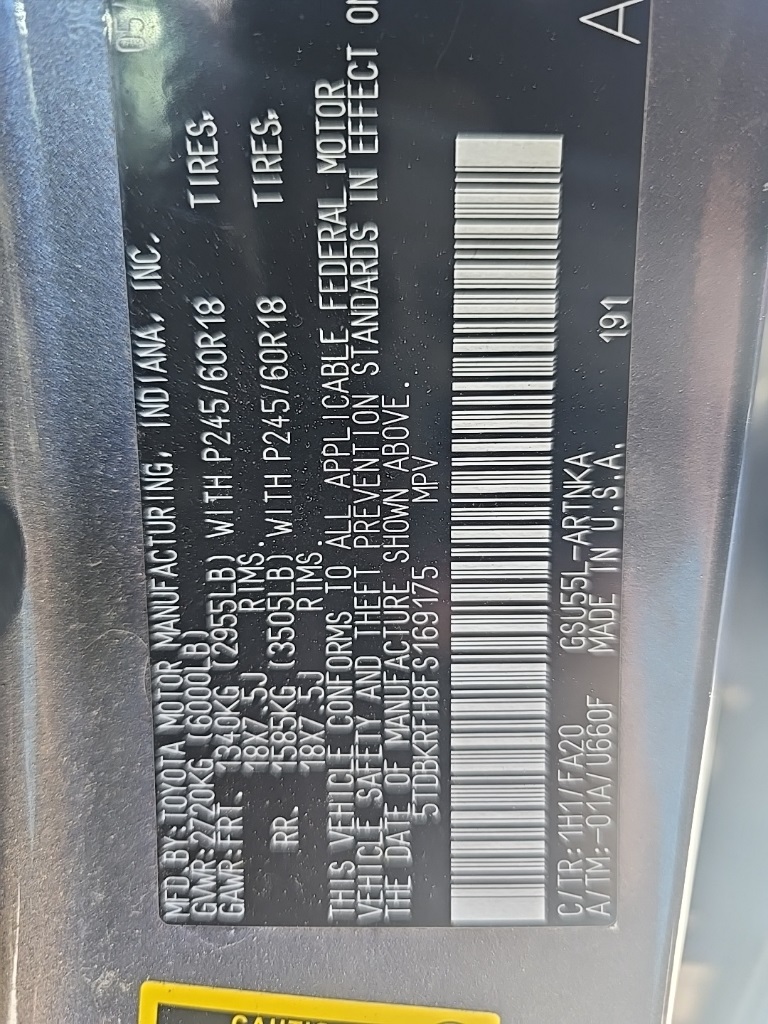 MFD.BY:TOYOTA MOTOR MANUFACTURING, INDIANA, INC. 05/
GVWR:2720KG (6000LB)
GAWR:FRT. 1340KG (2955LB) WITH P245/60R18 TIRES,
18X7.5J RIMS.
RR. 1585KG (3505LB) WITH P245/60R18 TIRES,
18X7.5J RIMS.
THIS VEHICLE CONFORMS TO ALL APPLICABLE FEDERAL MOTOR
VEHICLE SAFETY AND THEFT PREVENTION STANDARDS IN EFFECT
THE DATE OF MANUFACTURE SHOWN ABOVE.
5TDBKRFH8FS169175 MPV
C/TR:1H1/FA20 GSU55L-ARTNKA 191
A/TM:-01A/U660F MADE IN U.S.A. A